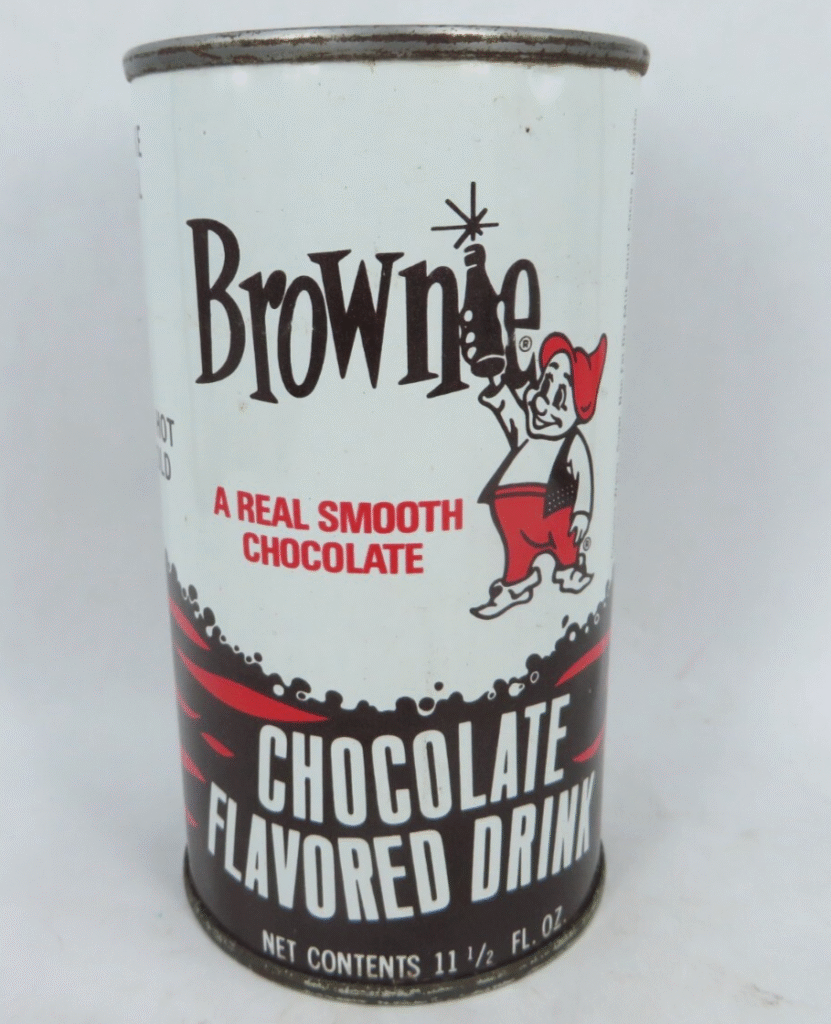 Brownie ®
A REAL SMOOTH
CHOCOLATE
®
CHOCOLATE
FLAVORED DRINK
NET CONTENTS 11 1/2 FL. OZ.